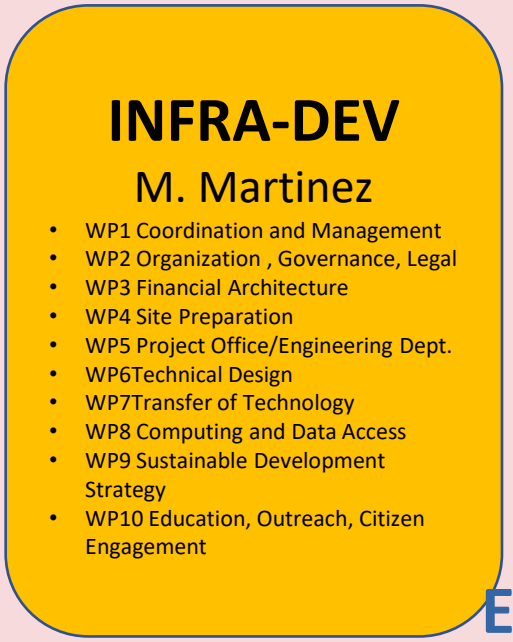 INFRA-DEV
M. Martinez
• WP1 Coordination and Management
• WP2 Organization , Governance, Legal
• WP3 Financial Architecture
• WP4 Site Preparation
• WP5 Project Office/Engineering Dept.
• WP6Technical Design
• WP7Transfer of Technology
• WP8 Computing and Data Access
• WP9 Sustainable Development
Strategy
• WP10 Education, Outreach, Citizen
Engagement
E